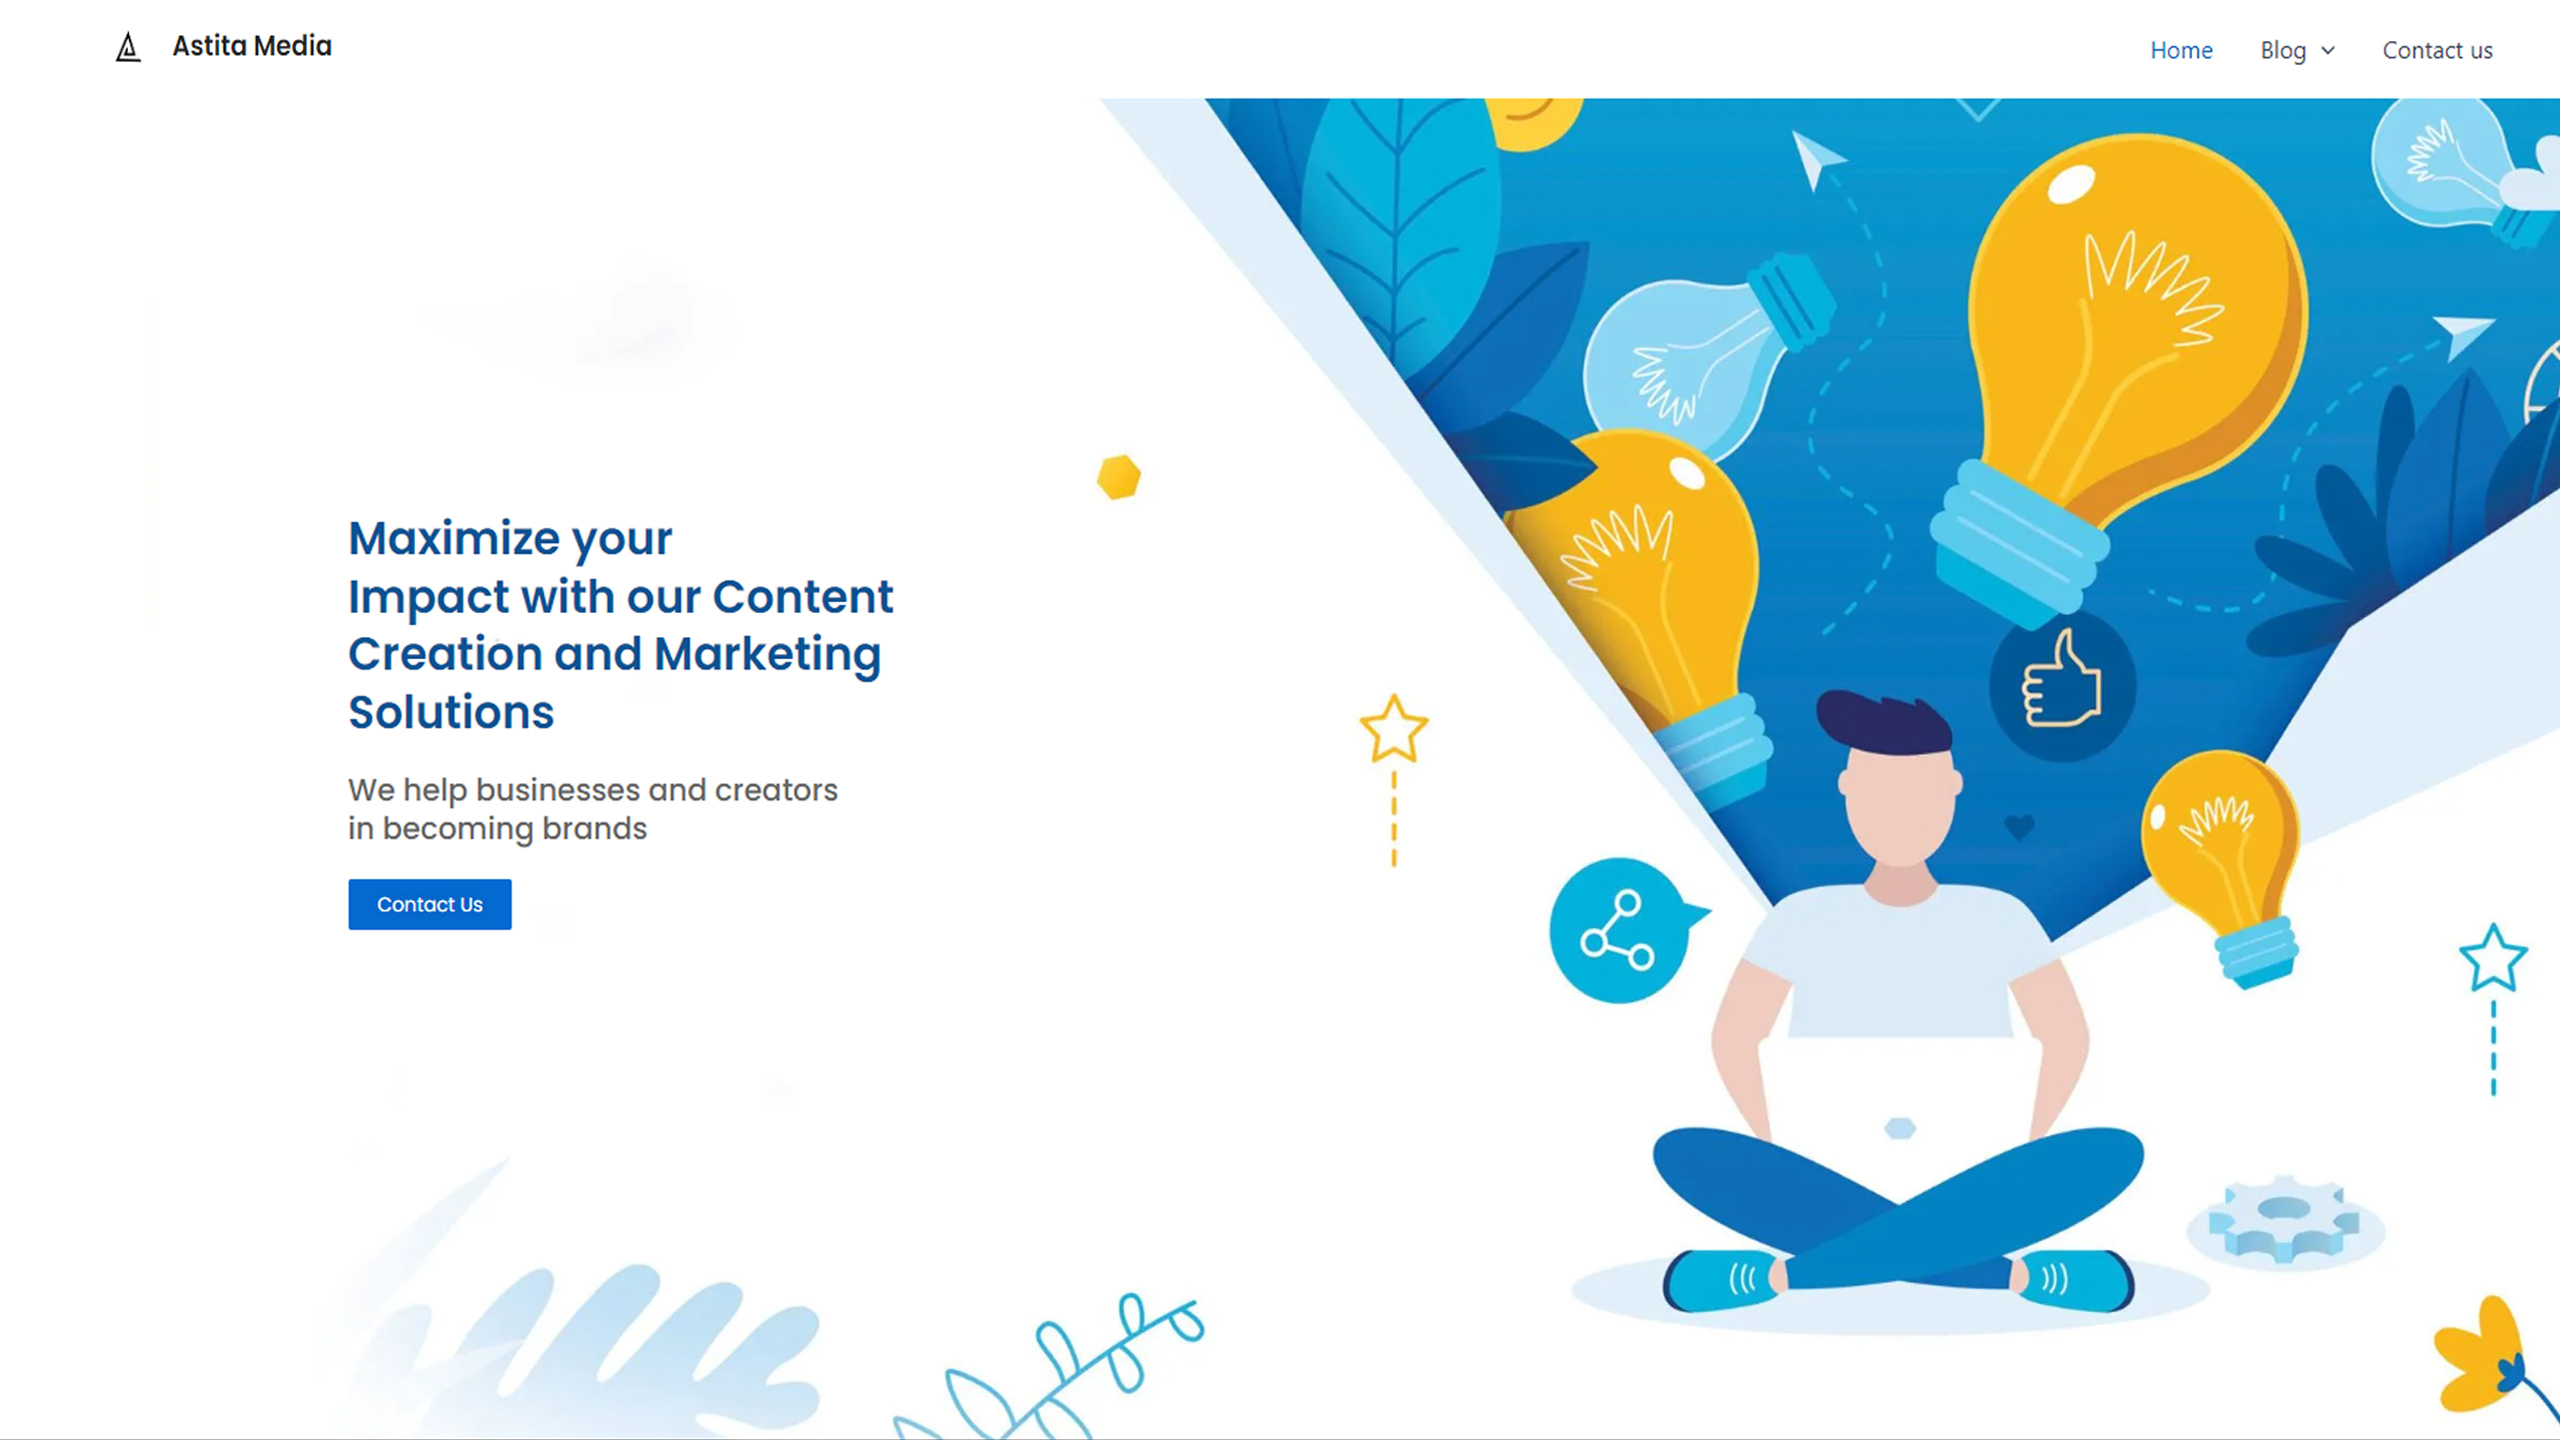 Astita Media
Home Blog Contact us
Maximize your
Impact with our Content
Creation and Marketing
Solutions
We help businesses and creators
in becoming brands
Contact Us